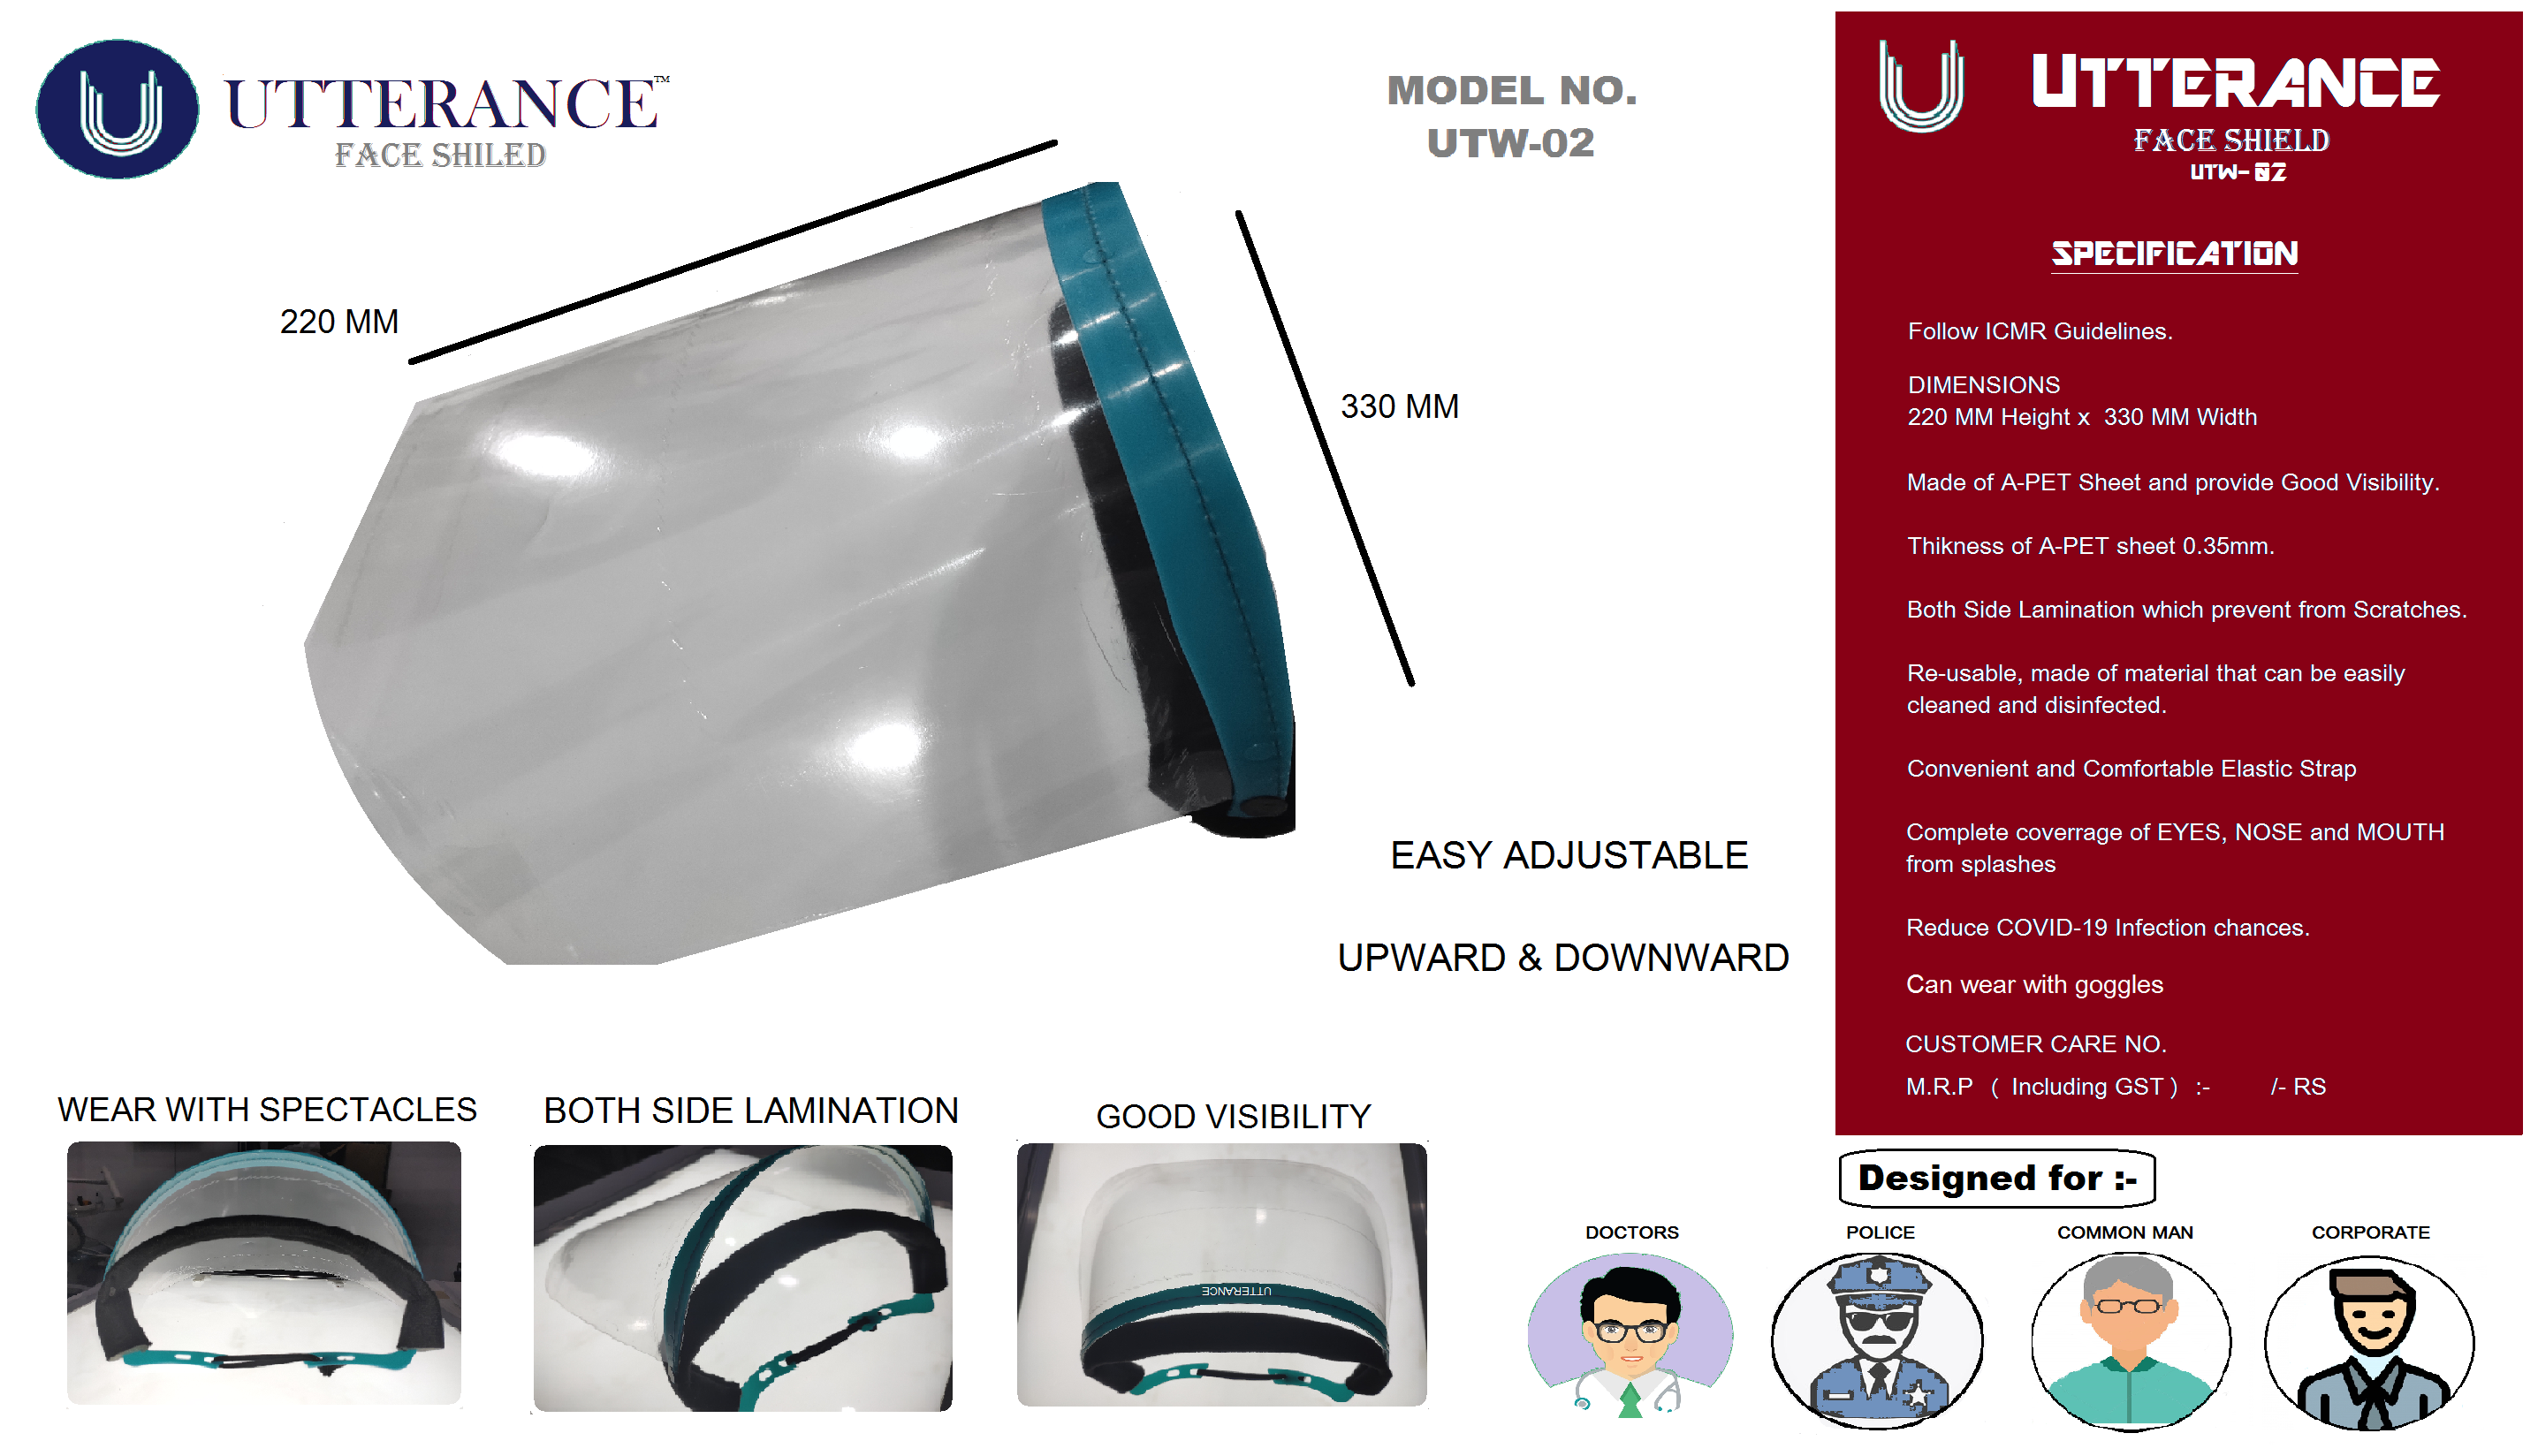 UTTERANCE™
FACE SHILED
MODEL NO.
UTW-02
220 MM
330 MM
EASY ADJUSTABLE
UPWARD & DOWNWARD
WEAR WITH SPECTACLES
BOTH SIDE LAMINATION
GOOD VISIBILITY
UTTERANCE
UTTERANCE
FACE SHIELD
UTW- 02
SPECIFICATION
Follow ICMR Guidelines.
DIMENSIONS
220 MM Height x 330 MM Width
Made of A-PET Sheet and provide Good Visibility.
Thikness of A-PET sheet 0.35mm.
Both Side Lamination which prevent from Scratches.
Re-usable, made of material that can be easily
cleaned and disinfected.
Convenient and Comfortable Elastic Strap
Complete coverrage of EYES, NOSE and MOUTH
from splashes
Reduce COVID-19 Infection chances.
Can wear with goggles
CUSTOMER CARE NO.
M.R.P ( Including GST ) :- /- RS
Designed for :-
DOCTORS
POLICE
COMMON MAN
CORPORATE